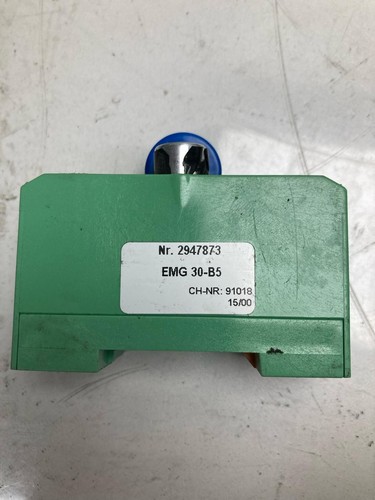 Nr. 2947873
EMG 30-B5
CH-NR: 91018
15/00